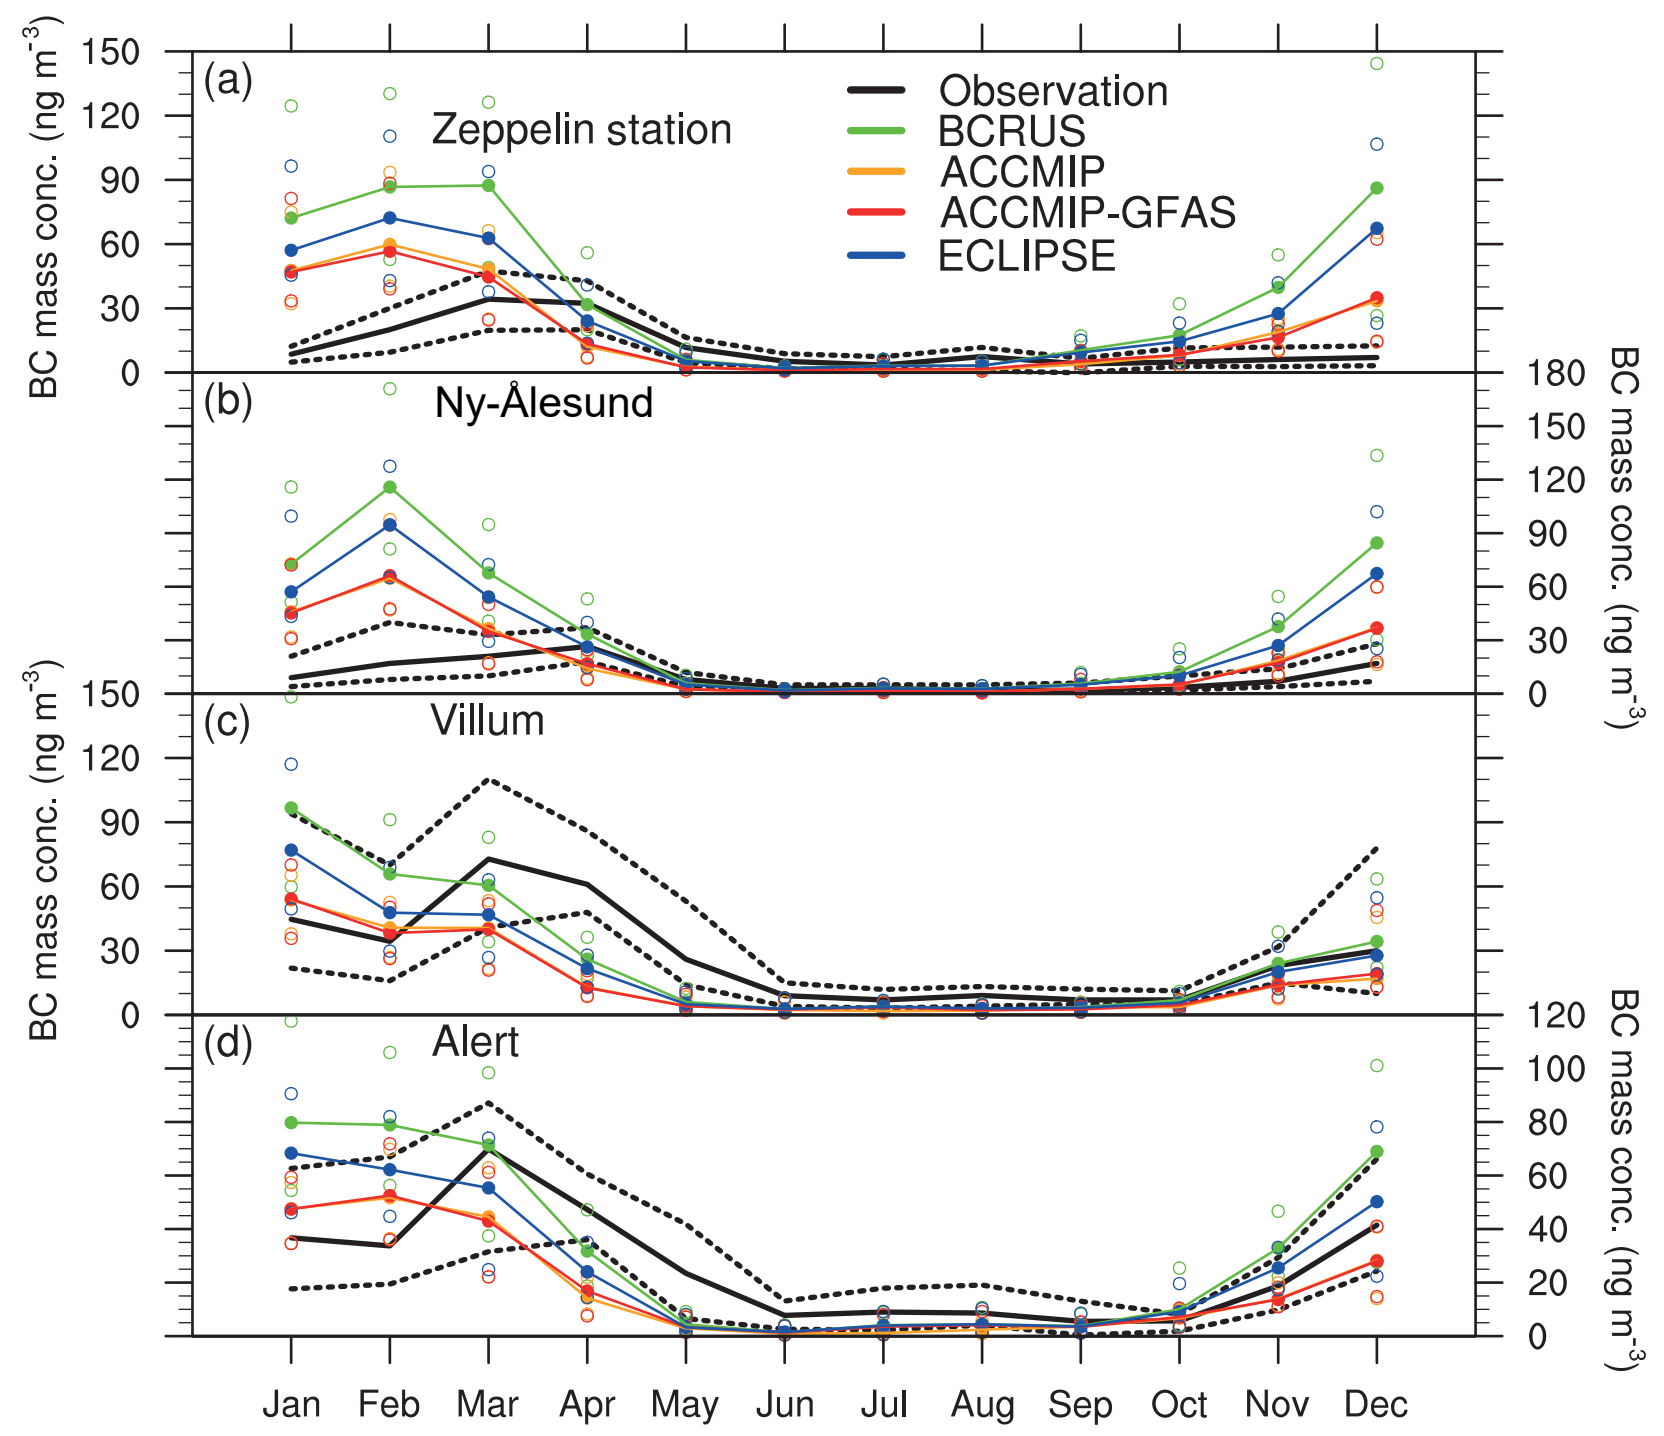 BC mass conc. (ng m⁻³)
150
120
90
60
30
0
(a)
Zeppelin station
Observation
BCRUS
ACCMIP
ACCMIP-GFAS
ECLIPSE
(b)
Ny-Ålesund
180
150
120
90
60
30
0
BC mass conc. (ng m⁻³)
BC mass conc. (ng m⁻³)
150
120
90
60
30
0
(c)
Villum
(d)
Alert
120
100
80
60
40
20
0
BC mass conc. (ng m⁻³)
Jan Feb Mar Apr May Jun Jul Aug Sep Oct Nov Dec